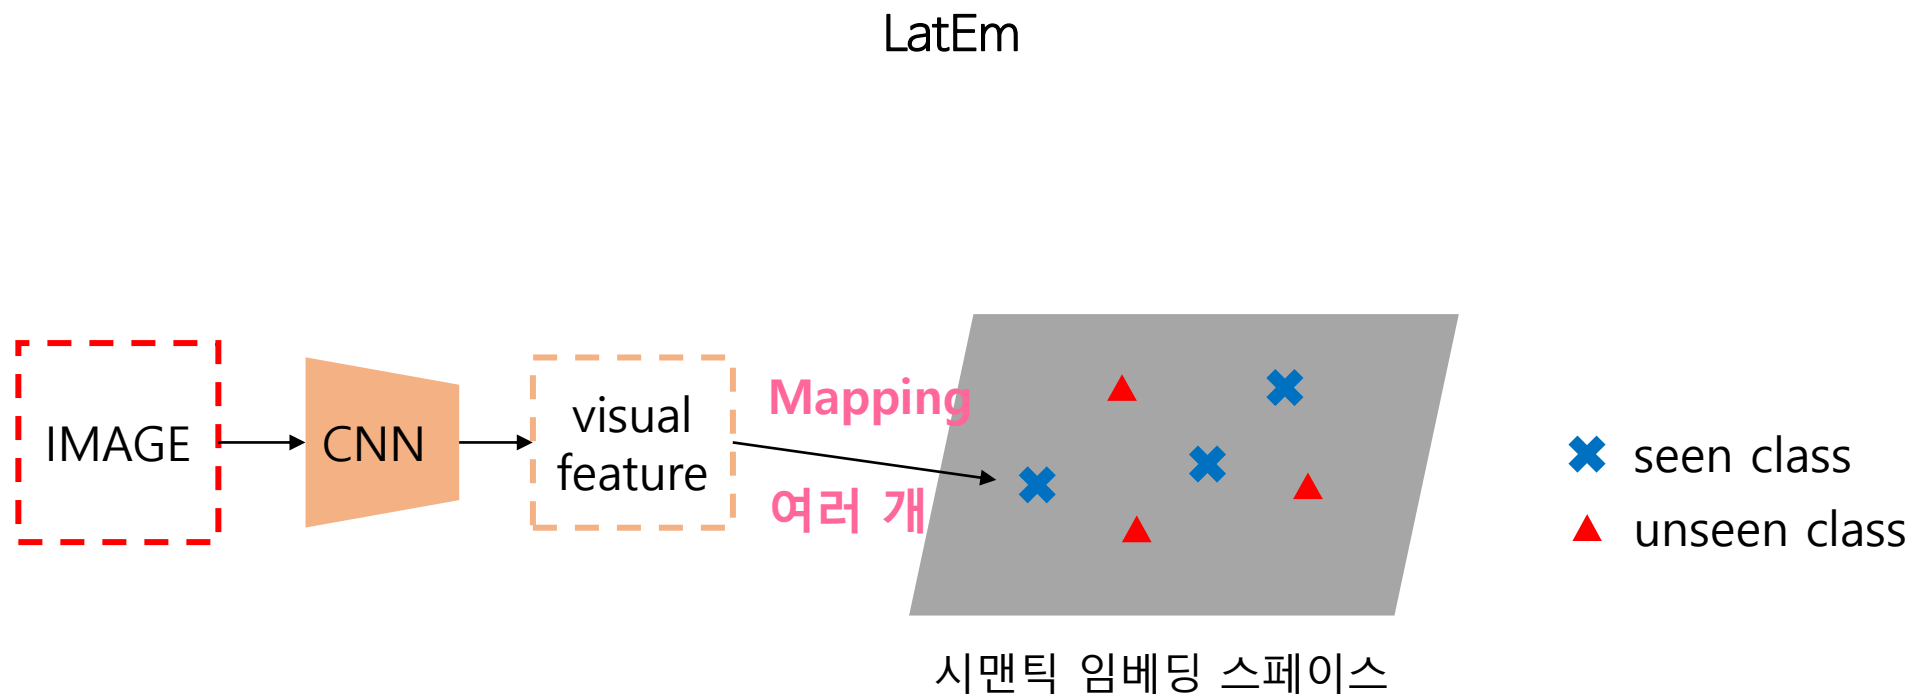 LatEm
IMAGE
CNN
visual
feature
Mapping
여러 개
seen class
unseen class
시맨틱 임베딩 스페이스